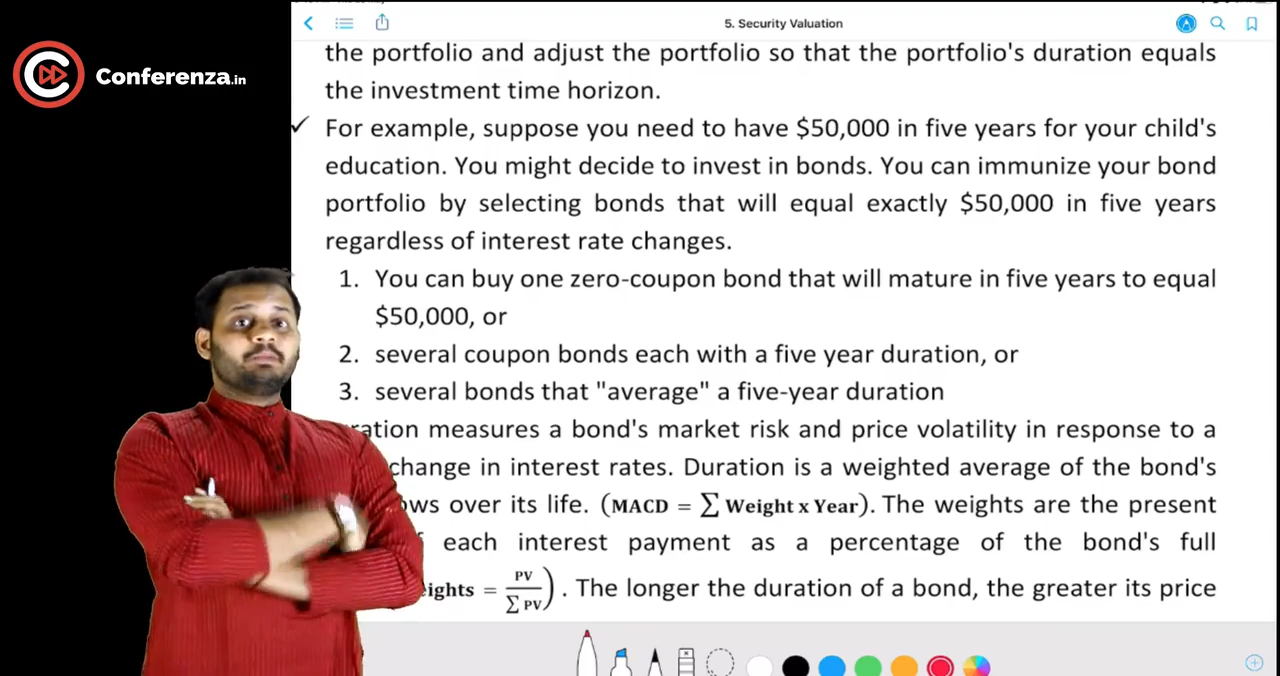 5. Security Valuation
Conferenza.in
the portfolio and adjust the portfolio so that the portfolio's duration equals
the investment time horizon.
✓ For example, suppose you need to have $50,000 in five years for your child's
education. You might decide to invest in bonds. You can immunize your bond
portfolio by selecting bonds that will equal exactly $50,000 in five years
regardless of interest rate changes.
1. You can buy one zero-coupon bond that will mature in five years to equal
$50,000, or
2. several coupon bonds each with a five year duration, or
3. several bonds that "average" a five-year duration
measures a bond's market risk and price volatility in response to a
change in interest rates. Duration is a weighted average of the bond's
over its life. (MACD = ∑ Weight x Year). The weights are the present
each interest payment as a percentage of the bond's full
= PV / ∑ PV). The longer the duration of a bond, the greater its price